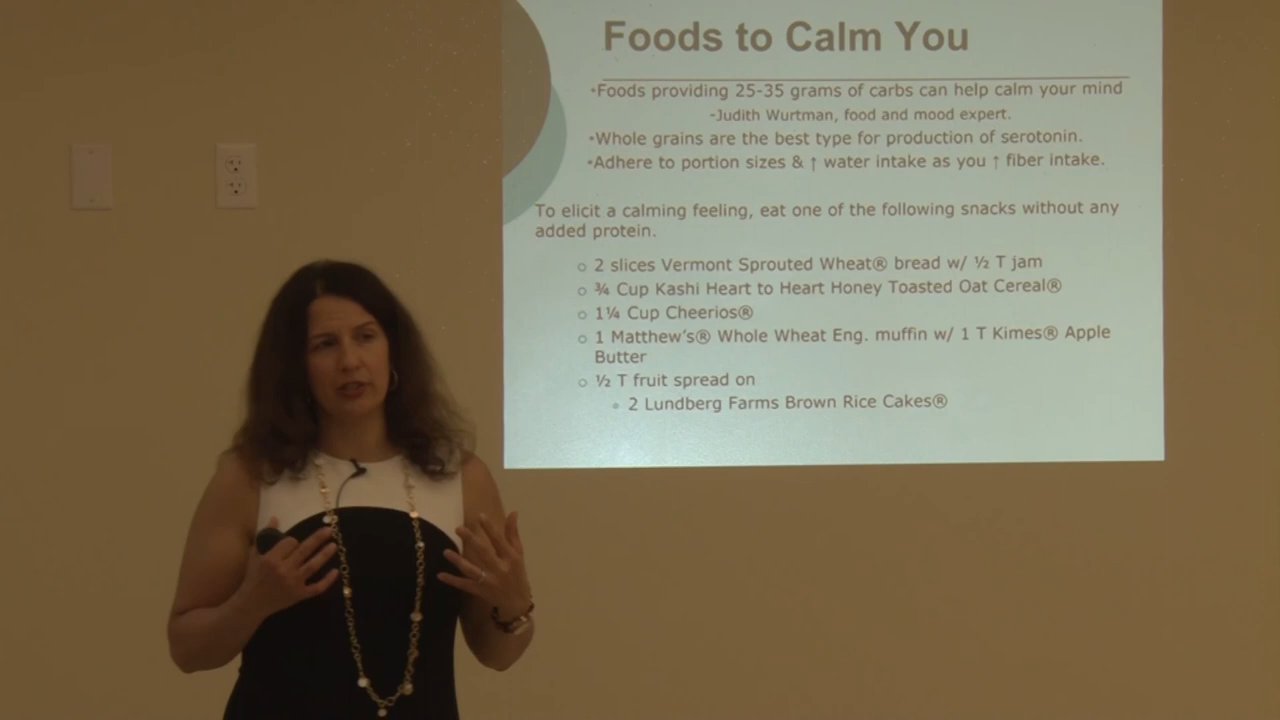 Foods to Calm You
•Foods providing 25-35 grams of carbs can help calm your mind
-Judith Wurtman, food and mood expert.
•Whole grains are the best type for production of serotonin.
•Adhere to portion sizes & ↑ water intake as you ↑ fiber intake.
To elicit a calming feeling, eat one of the following snacks without any
added protein.
○ 2 slices Vermont Sprouted Wheat® bread w/ ½ T jam
○ ¾ Cup Kashi Heart to Heart Honey Toasted Oat Cereal®
○ 1¼ Cup Cheerios®
○ 1 Matthew's® Whole Wheat Eng. muffin w/ 1 T Kimes® Apple
Butter
○ ½ T fruit spread on
• 2 Lundberg Farms Brown Rice Cakes®